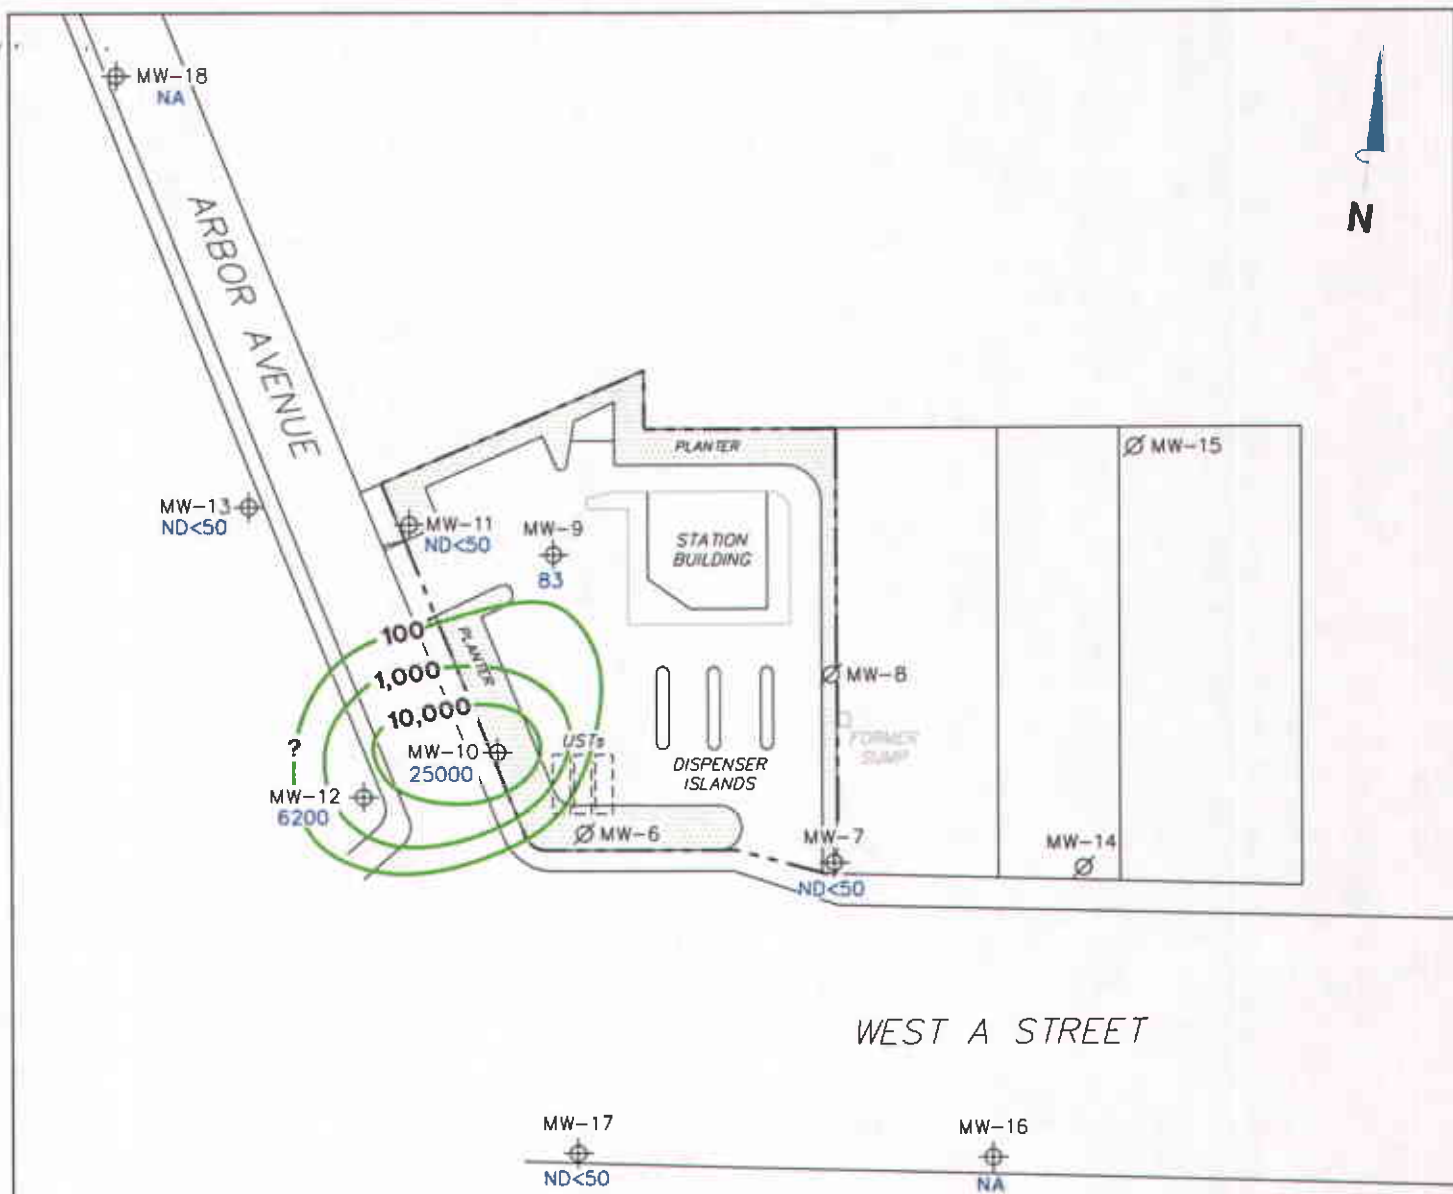 MW-18
NA
N
ARBOR AVENUE
PLANTER
MW-15
MW-13
ND<50
MW-11
ND<50
MW-9
83
STATION
BUILDING
100
PLANTER
1,000
MW-8
10,000
?
MW-10
25000
USTs
FORMER
SUMP
DISPENSER
ISLANDS
MW-12
6200
MW-6
MW-7
ND<50
MW-14
WEST A STREET
MW-17
ND<50
MW-16
NA